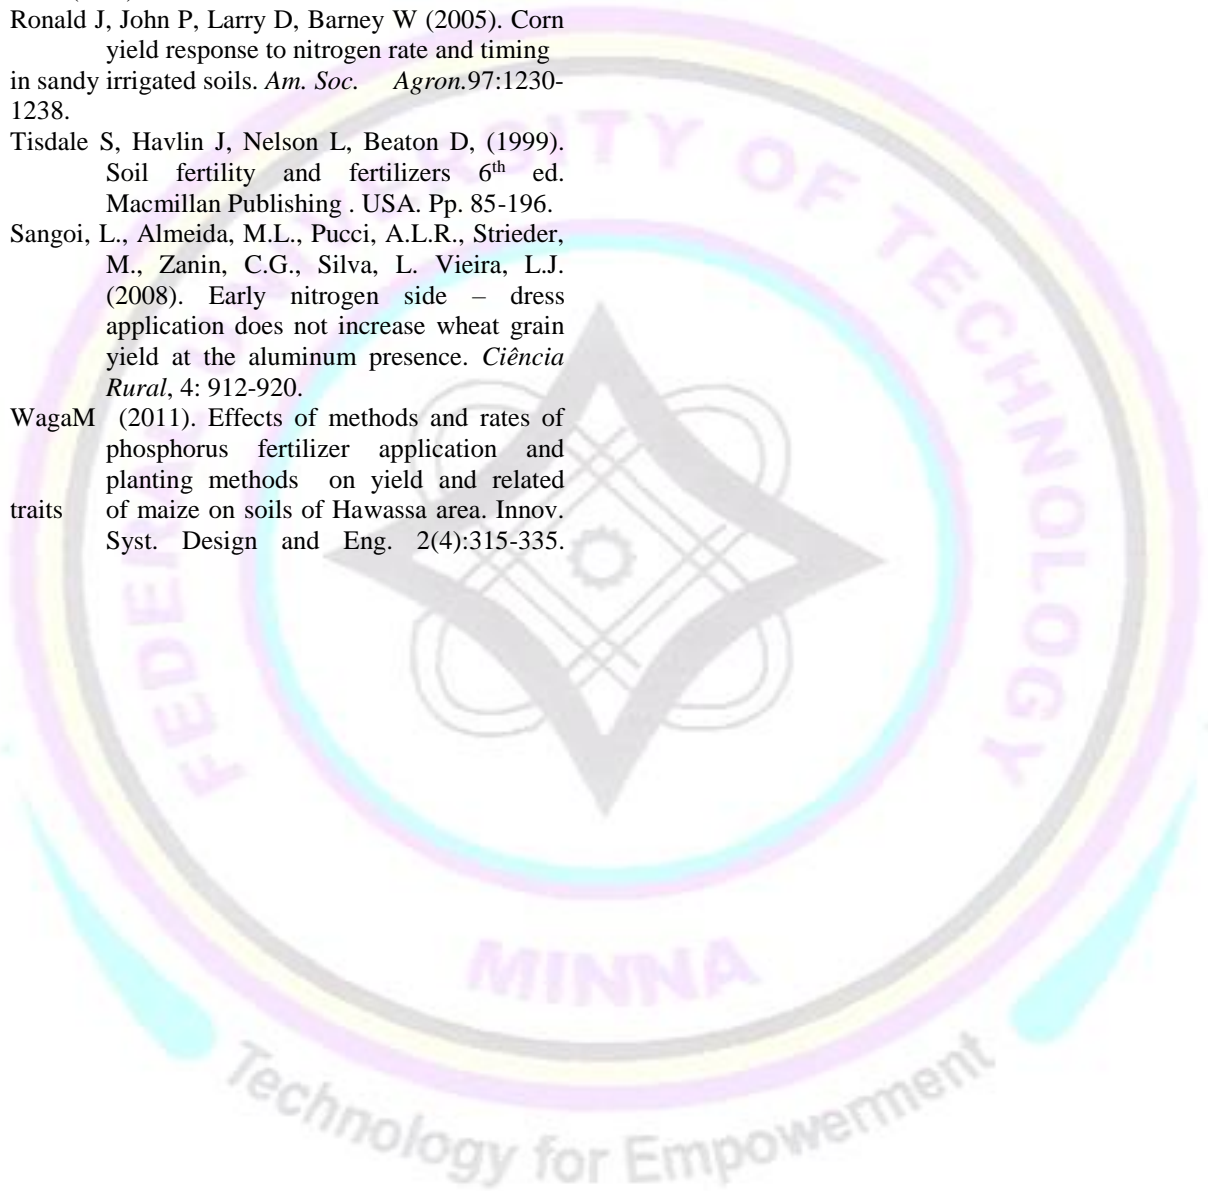 Ronald J, John P, Larry D, Barney W (2005). Corn
yield response to nitrogen rate and timing
in sandy irrigated soils. Am. Soc. Agron.97:1230-
1238.
Tisdale S, Havlin J, Nelson L, Beaton D, (1999).
Soil fertility and fertilizers 6th ed.
Macmillan Publishing . USA. Pp. 85-196.
Sangoi, L., Almeida, M.L., Pucci, A.L.R., Strieder,
M., Zanin, C.G., Silva, L. Vieira, L.J.
(2008). Early nitrogen side – dress
application does not increase wheat grain
yield at the aluminum presence. Ciência
Rural, 4: 912-920.
WagaM (2011). Effects of methods and rates of
phosphorus fertilizer application and
planting methods on yield and related
traits of maize on soils of Hawassa area. Innov.
Syst. Design and Eng. 2(4):315-335.
FEDERAL UNIVERSITY OF TECHNOLOGY
MINNA
Technology for Empowerment